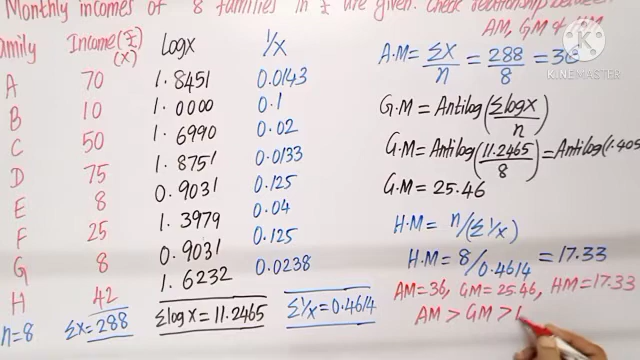 Monthly incomes of 8 families in ₹ are given. Check relationship between
AM, GM & HM
Family Income(₹) (X) logX 1/X
A 70 1.8451 0.0143
B 10 1.0000 0.1
C 50 1.6990 0.02
D 75 1.8751 0.0133
E 8 0.9031 0.125
F 25 1.3979 0.04
G 8 0.9031 0.125
H 42 1.6232 0.0238
n=8 Σx=288 Σlogx=11.2465 Σ1/x=0.4614
A.M = ΣX/n = 288/8 = 36
G.M = Antilog(Σlogx/n)
G.M = Antilog(11.2465/8) = Antilog(1.405
G.M = 25.46
H.M = n/(Σ1/x)
H.M = 8/0.4614 = 17.33
AM=36, GM=25.46, HM=17.33
AM > GM >
KINEMASTER